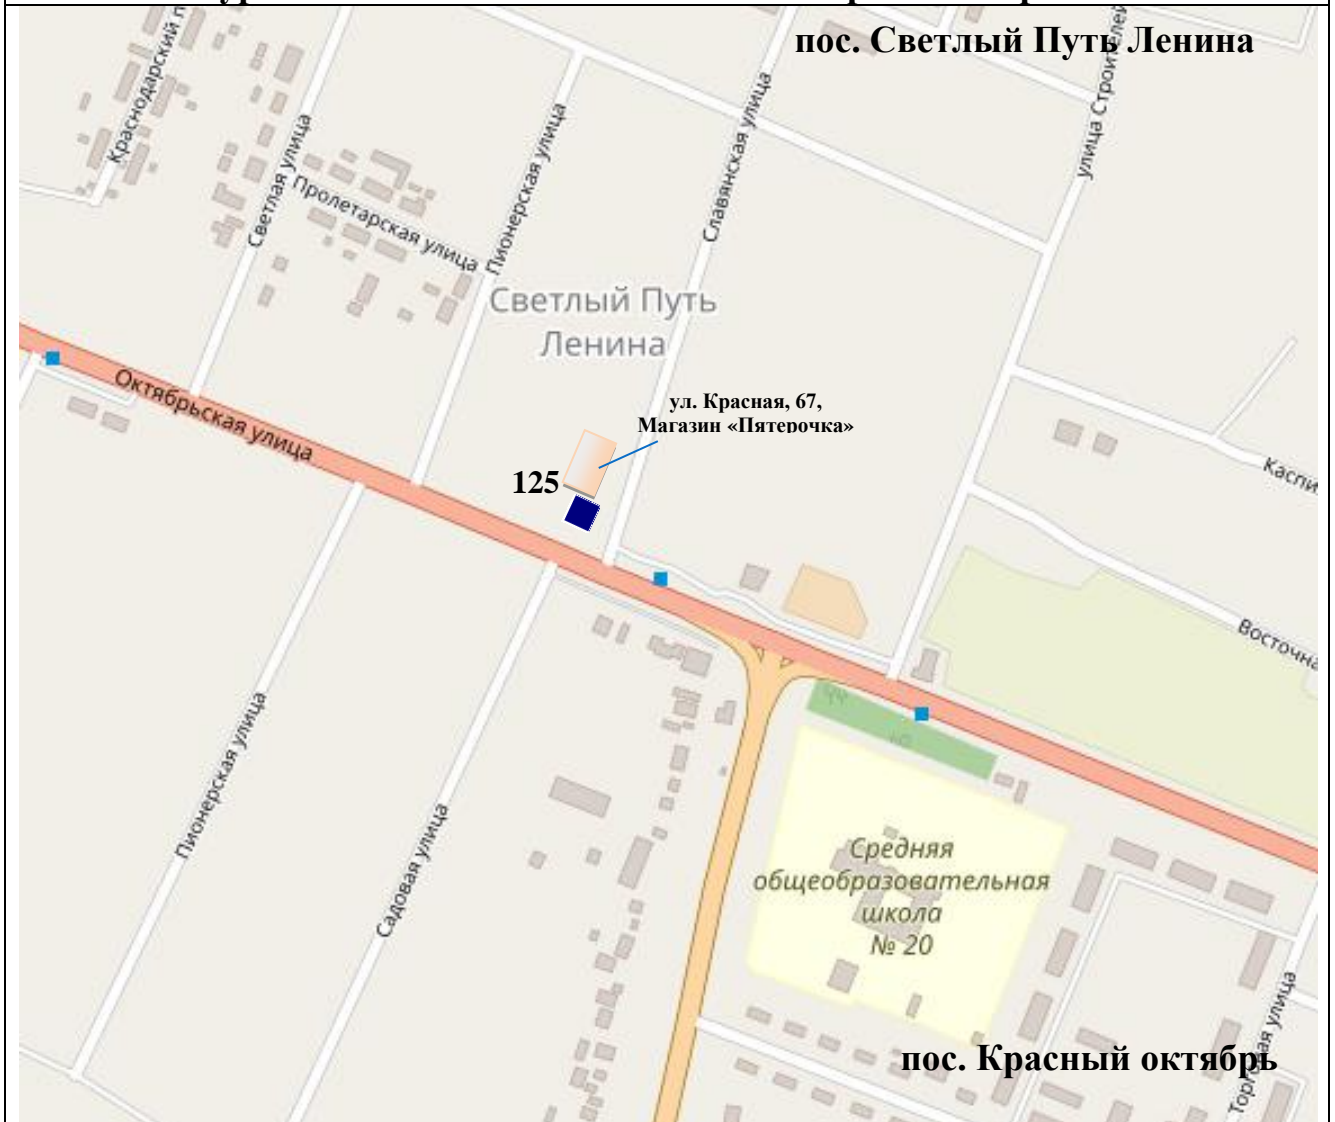 пос. Светлый Путь Ленина
Краснодарский п
Светлая улица
Пролетарская улица
Пионерская улица
Славянская улица
улица Строителей
Светлый Путь
Ленина
Октябрьская улица
ул. Красная, 67,
Магазин «Пятерочка»
125
Каспи
Восточна
Пионерская улица
Садовая улица
Средняя
общеобразовательная
школа
№ 20
пос. Красный октябрь
Торговая улица